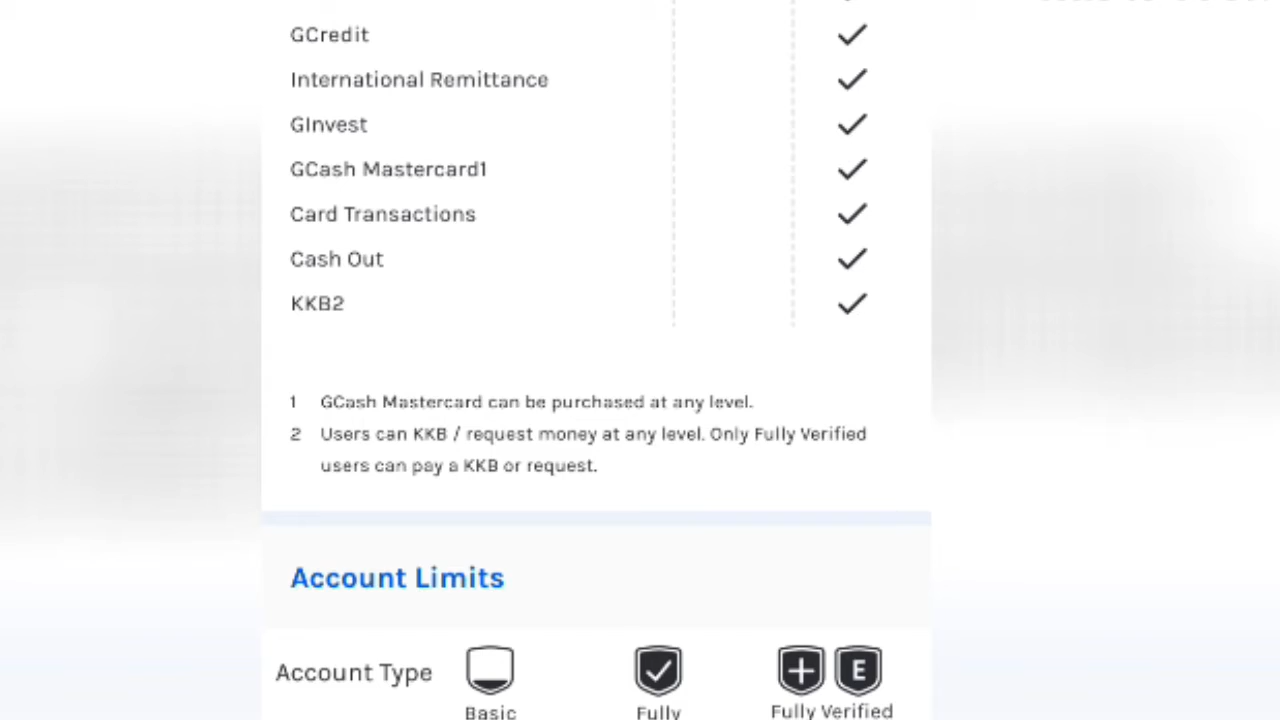 GCredit
International Remittance
GInvest
GCash Mastercard1
Card Transactions
Cash Out
KKB2
1 GCash Mastercard can be purchased at any level.
2 Users can KKB / request money at any level. Only Fully Verified
users can pay a KKB or request.
Account Limits
Account Type
E
Basic Fully Fully Verified